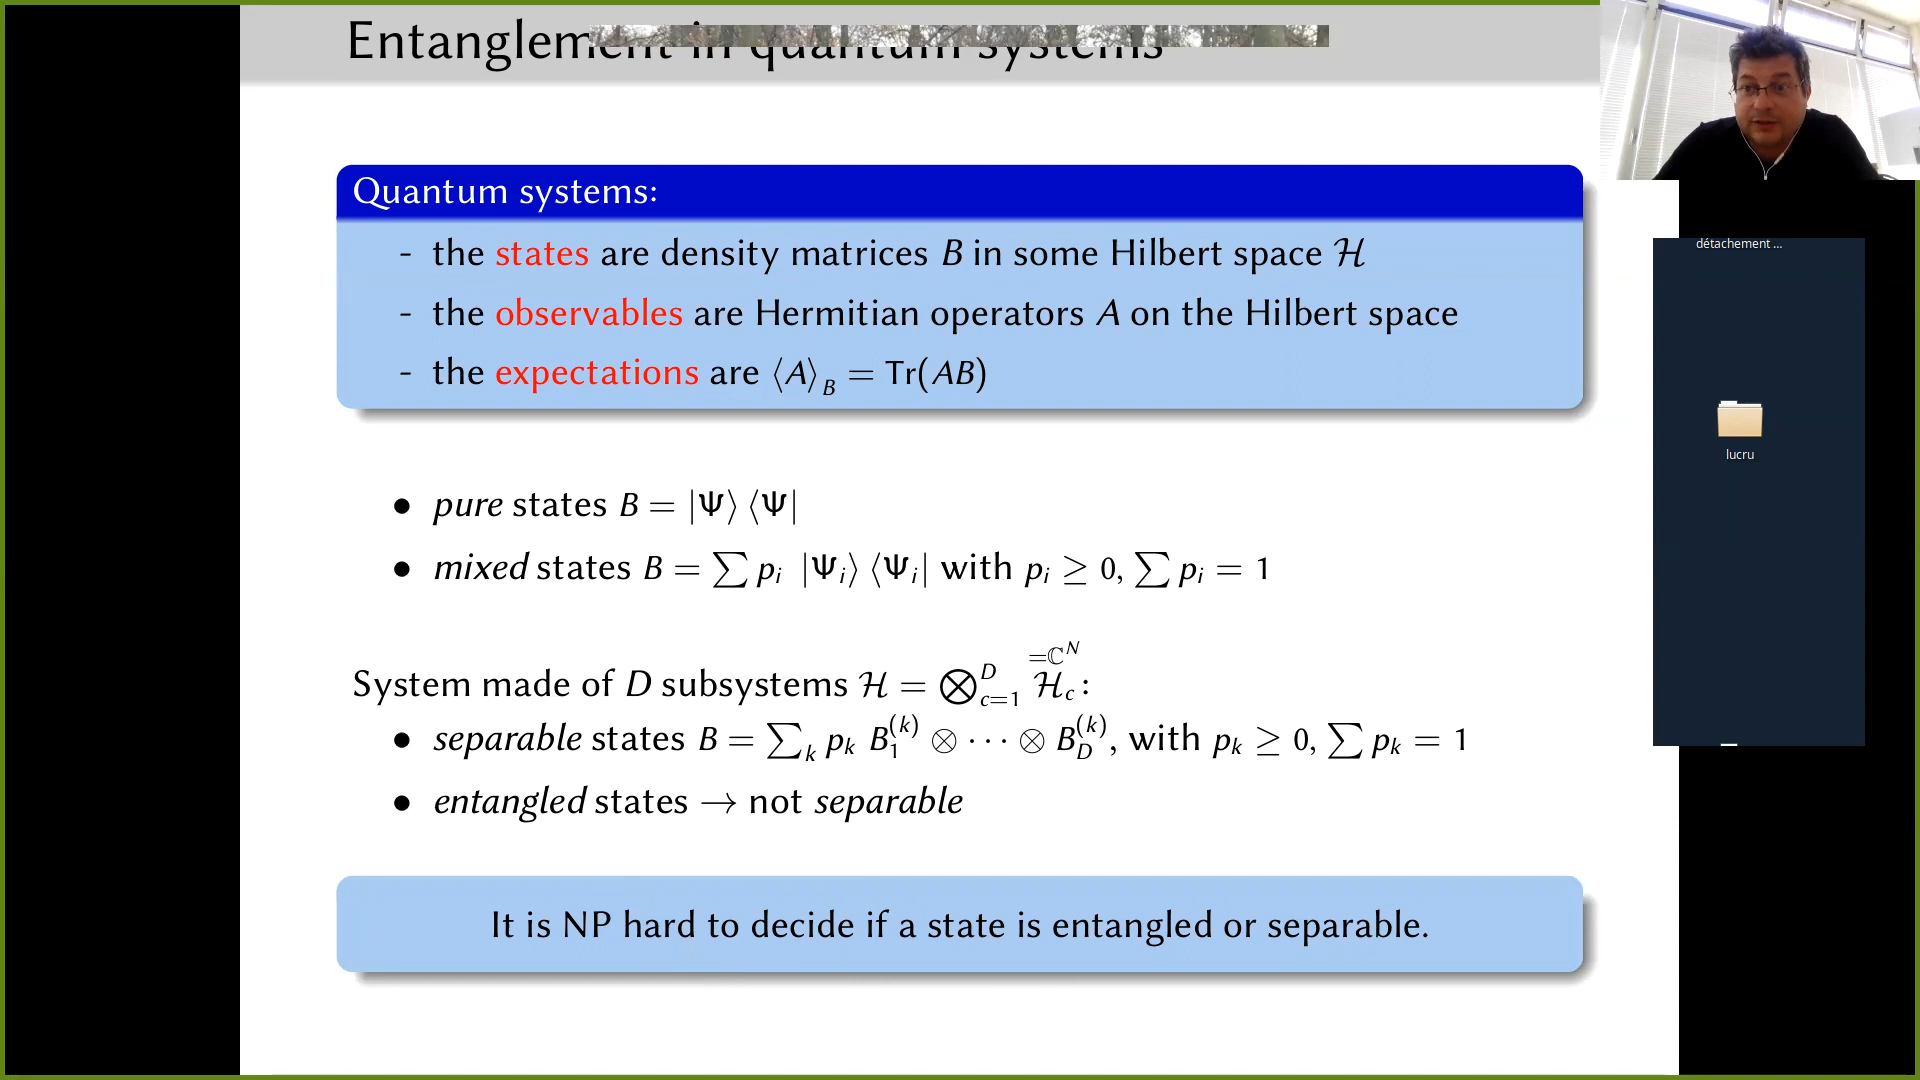 Entanglement in quantum systems
Quantum systems:
- the states are density matrices B in some Hilbert space ℋ
- the observables are Hermitian operators A on the Hilbert space
- the expectations are ⟨A⟩_B = Tr(AB)
• pure states B = |Ψ⟩ ⟨Ψ|
• mixed states B = ∑ p_i |Ψ_i⟩ ⟨Ψ_i| with p_i ≥ 0, ∑ p_i = 1
System made of D subsystems ℋ = ⨂_{c=1}^D ℋ_c^{=ℂ^N}:
• separable states B = ∑_k p_k B_1^{(k)} ⊗ ⋯ ⊗ B_D^{(k)}, with p_k ≥ 0, ∑ p_k = 1
• entangled states → not separable
It is NP hard to decide if a state is entangled or separable.
détachement ...
lucru